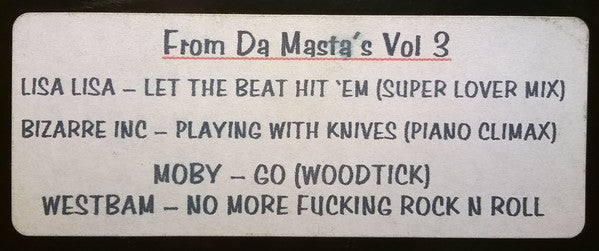 From Da Masta's Vol 3
LISA LISA – LET THE BEAT HIT 'EM (SUPER LOVER MIX)
BIZARRE INC – PLAYING WITH KNIVES (PIANO CLIMAX)
MOBY – GO (WOODTICK)
WESTBAM – NO MORE FUCKING ROCK N ROLL